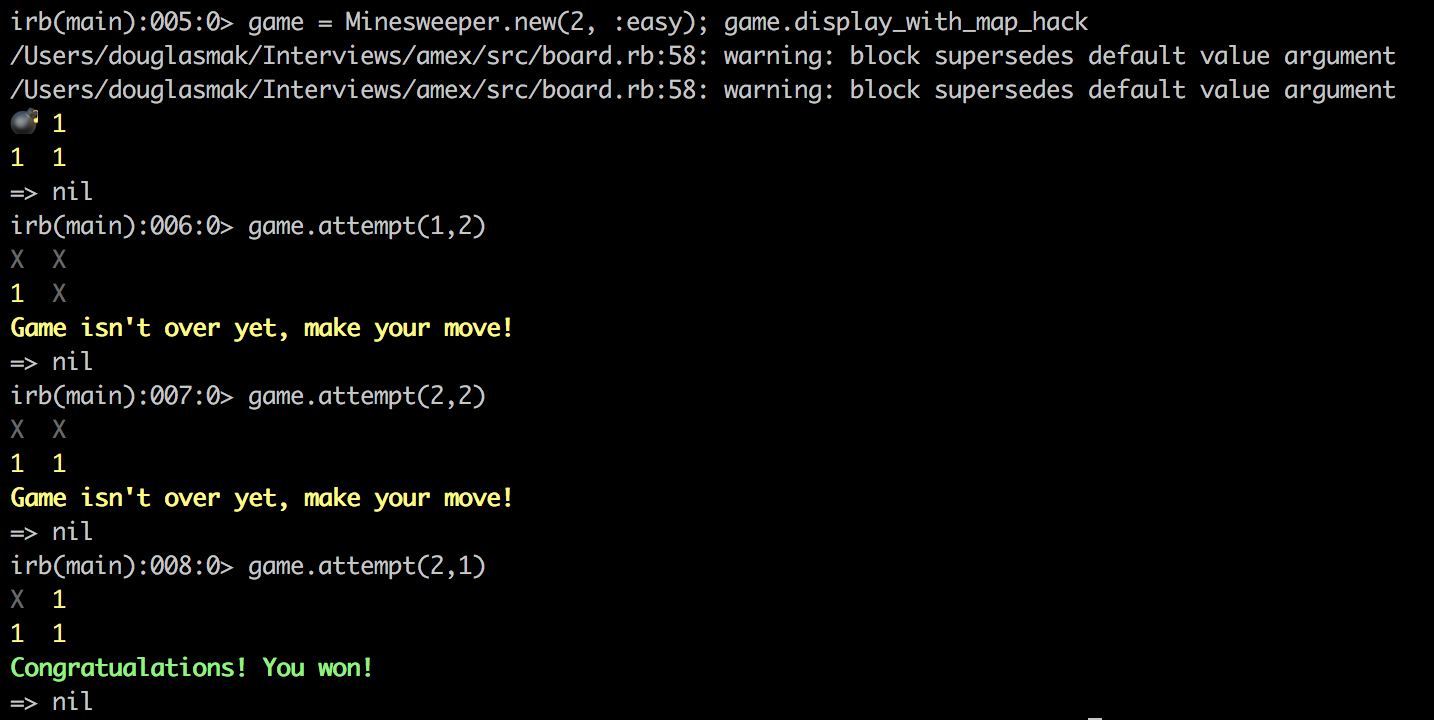 irb(main):005:0> game = Minesweeper.new(2, :easy); game.display_with_map_hack
/Users/douglasmak/Interviews/amex/src/board.rb:58: warning: block supersedes default value argument
/Users/douglasmak/Interviews/amex/src/board.rb:58: warning: block supersedes default value argument
💣 1
1  1
=> nil
irb(main):006:0> game.attempt(1,2)
X  X
1  X
Game isn't over yet, make your move!
=> nil
irb(main):007:0> game.attempt(2,2)
X  X
1  1
Game isn't over yet, make your move!
=> nil
irb(main):008:0> game.attempt(2,1)
X  1
1  1
Congratualations! You won!
=> nil